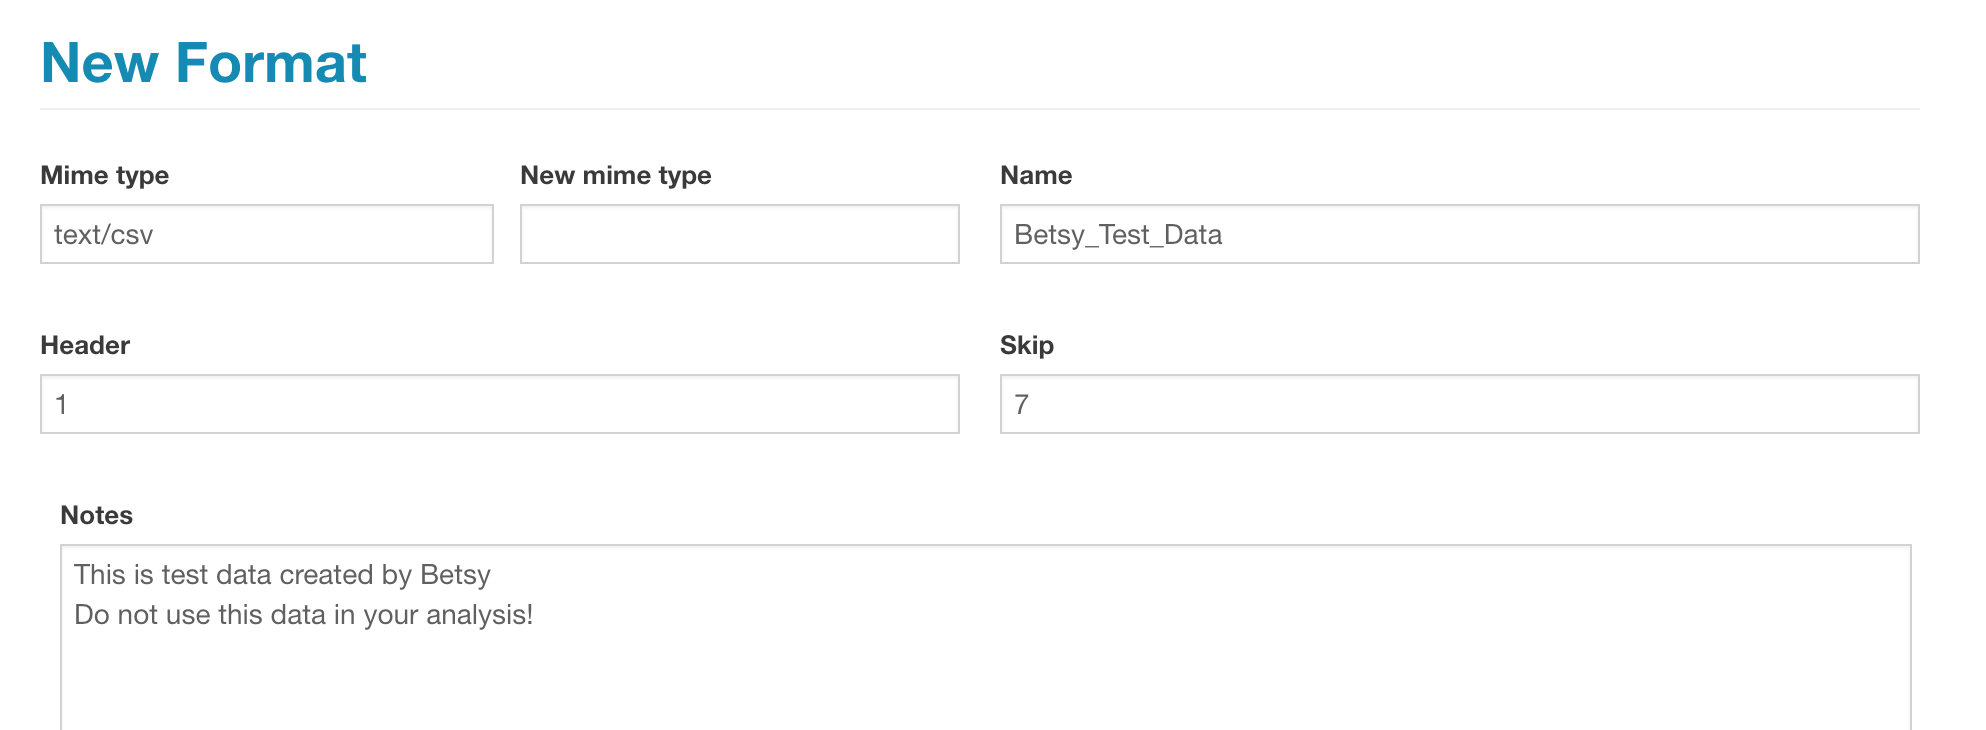 New Format
Mime type
New mime type
Name
text/csv
Betsy_Test_Data
Header
Skip
1
7
Notes
This is test data created by Betsy
Do not use this data in your analysis!